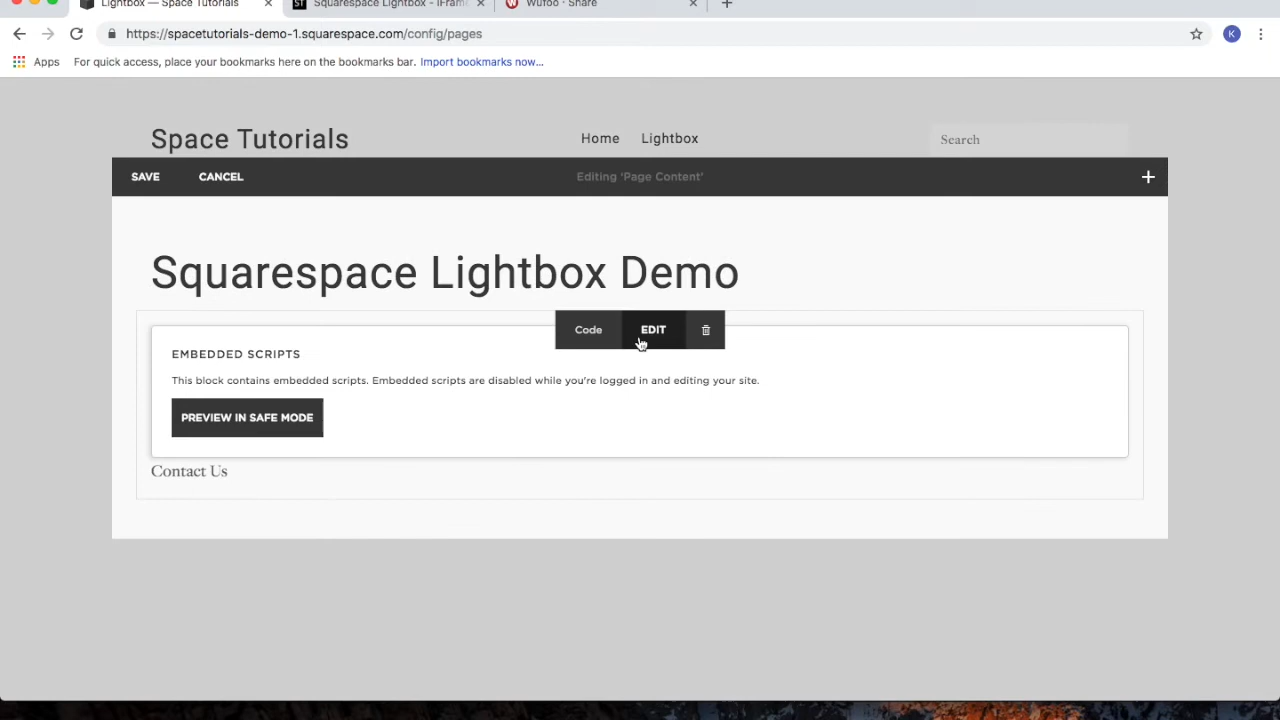 Lightbox — Space Tutorials
Squarespace Lightbox - iFram
Wufoo · Share
https://spacetutorials-demo-1.squarespace.com/config/pages
K
Apps
For quick access, place your bookmarks here on the bookmarks bar. Import bookmarks now...
Space Tutorials
Home
Lightbox
Search
SAVE
CANCEL
Editing 'Page Content'
Squarespace Lightbox Demo
Code
EDIT
EMBEDDED SCRIPTS
This block contains embedded scripts. Embedded scripts are disabled while you're logged in and editing your site.
PREVIEW IN SAFE MODE
Contact Us